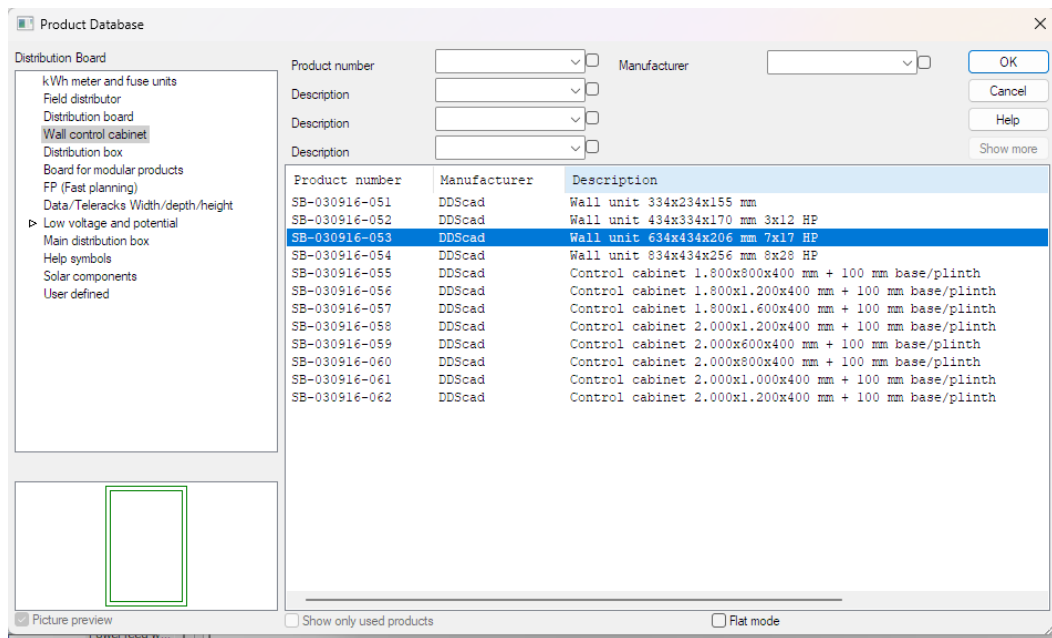 Product Database
Distribution Board
kWh meter and fuse units
Field distributor
Distribution board
Wall control cabinet
Distribution box
Board for modular products
FP (Fast planning)
Data/Teleracks Width/depth/height
Low voltage and potential
Main distribution box
Help symbols
Solar components
User defined
Product number
Manufacturer
Description
Description
Description
OK
Cancel
Help
Show more
Product number Manufacturer Description
SB-030916-051 DDScad Wall unit 334x234x155 mm
SB-030916-052 DDScad Wall unit 434x334x170 mm 3x12 HP
SB-030916-053 DDScad Wall unit 634x434x206 mm 7x17 HP
SB-030916-054 DDScad Wall unit 834x434x256 mm 8x28 HP
SB-030916-055 DDScad Control cabinet 1.800x800x400 mm + 100 mm base/plinth
SB-030916-056 DDScad Control cabinet 1.800x1.200x400 mm + 100 mm base/plinth
SB-030916-057 DDScad Control cabinet 1.800x1.600x400 mm + 100 mm base/plinth
SB-030916-058 DDScad Control cabinet 2.000x1.200x400 mm + 100 mm base/plinth
SB-030916-059 DDScad Control cabinet 2.000x600x400 mm + 100 mm base/plinth
SB-030916-060 DDScad Control cabinet 2.000x800x400 mm + 100 mm base/plinth
SB-030916-061 DDScad Control cabinet 2.000x1.000x400 mm + 100 mm base/plinth
SB-030916-062 DDScad Control cabinet 2.000x1.200x400 mm + 100 mm base/plinth
Picture preview
Show only used products
Flat mode